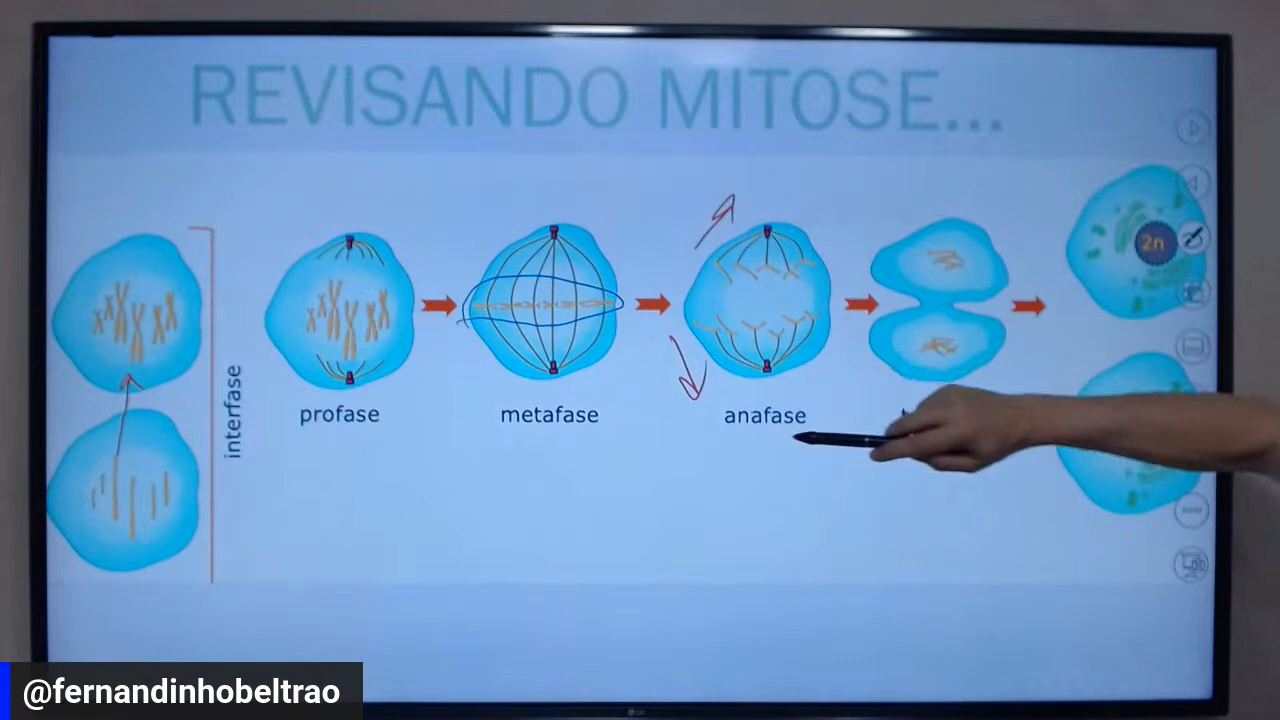 REVISANDO MITOSE...
2n
interfase
profase
metafase
anafase
@fernandinhobeltrao